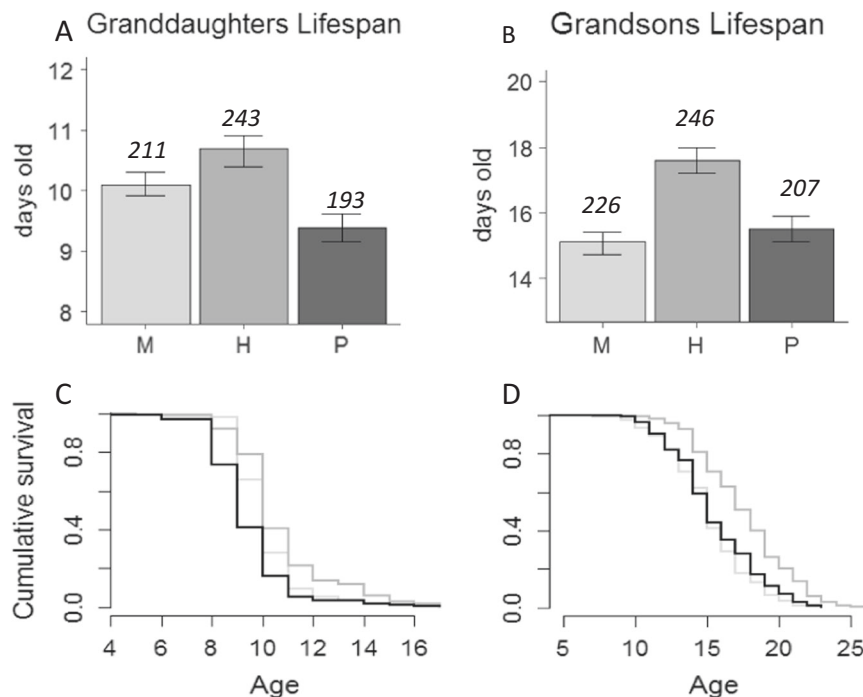 A Granddaughters Lifespan
12
11
10
9
8
days old
211
243
193
M H P
B Grandsons Lifespan
20
18
16
14
days old
226
246
207
M H P
C
Cumulative survival
0.8
0.4
0.0
4 6 8 10 12 14 16
Age
D
0.8
0.4
0.0
5 10 15 20 25
Age